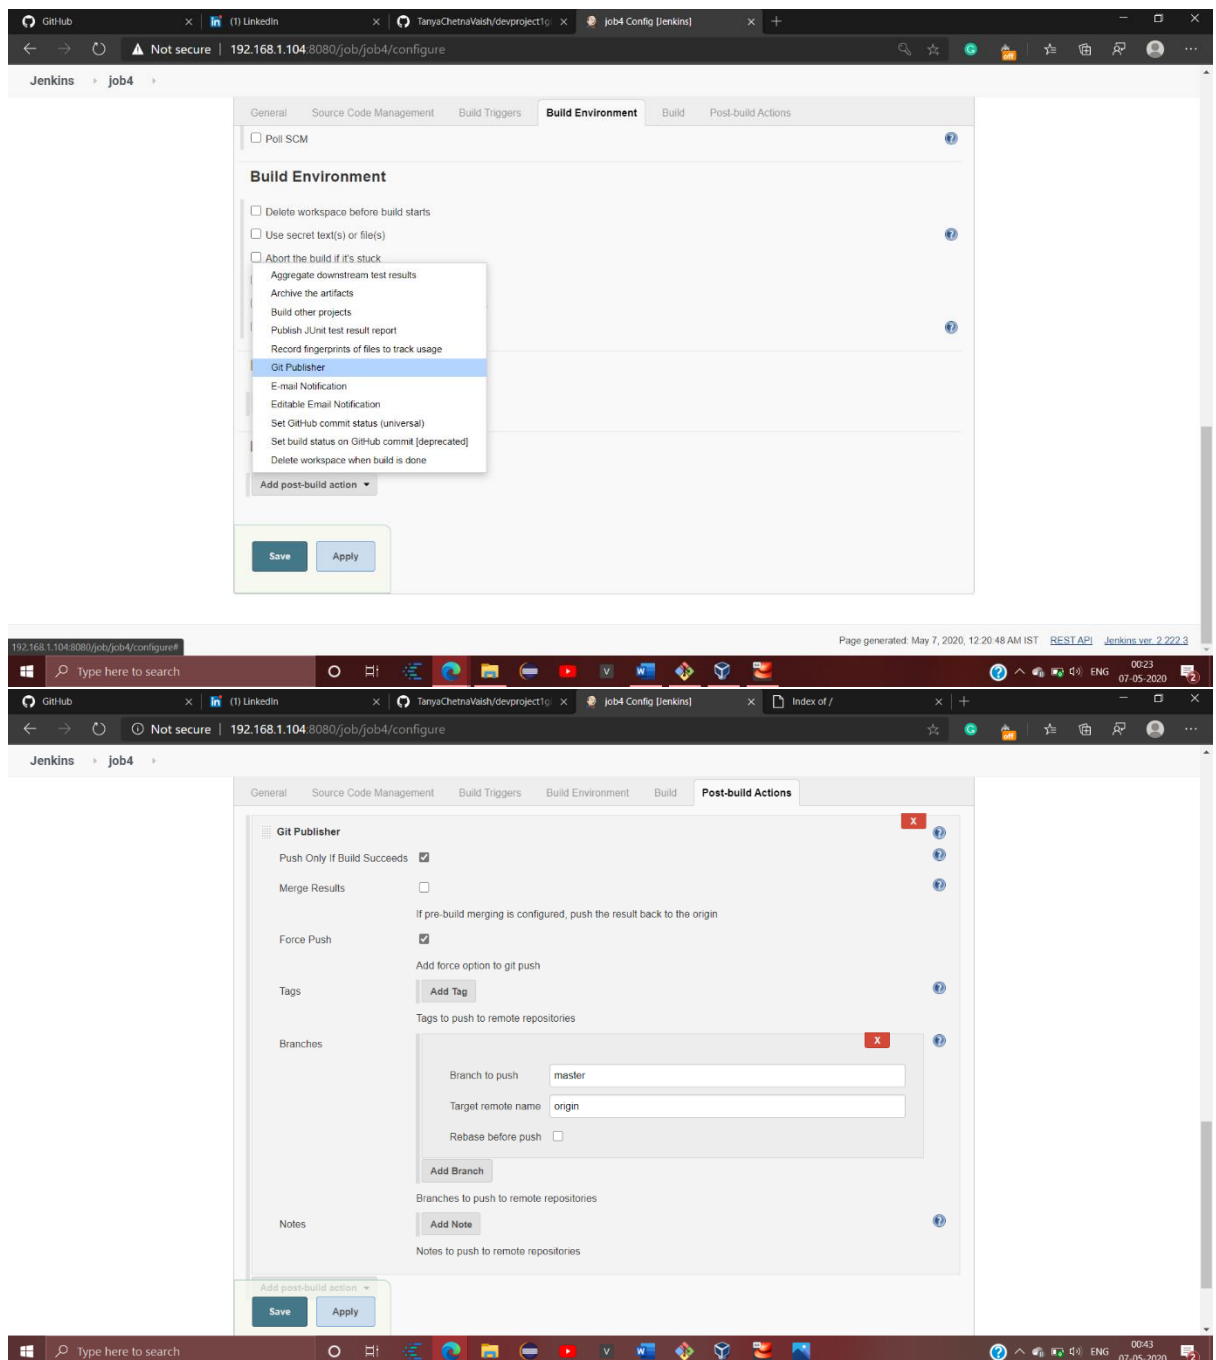 GitHub
(1) LinkedIn
TanyaChetnaVaish/devproject1g
job4 Config [Jenkins]
Not secure | 192.168.1.104:8080/job/job4/configure
off
Jenkins job4
General Source Code Management Build Triggers Build Environment Build Post-build Actions
Poll SCM
Build Environment
Delete workspace before build starts
Use secret text(s) or file(s)
Abort the build if it's stuck
Aggregate downstream test results
Archive the artifacts
Build other projects
Publish JUnit test result report
Record fingerprints of files to track usage
Git Publisher
E-mail Notification
Editable Email Notification
Set GitHub commit status (universal)
Set build status on GitHub commit [deprecated]
Delete workspace when build is done
Add post-build action
Save Apply
Page generated: May 7, 2020, 12:20:48 AM IST REST API Jenkins ver. 2.222.3
192.168.1.104:8080/job/job4/configure#
Type here to search
ENG 00:23
07-05-2020
2
GitHub
(1) LinkedIn
TanyaChetnaVaish/devproject1g
job4 Config [Jenkins]
Index of /
Not secure | 192.168.1.104:8080/job/job4/configure
off
Jenkins job4
General Source Code Management Build Triggers Build Environment Build Post-build Actions
X
Git Publisher
Push Only If Build Succeeds
Merge Results
If pre-build merging is configured, push the result back to the origin
Force Push
Add force option to git push
Tags Add Tag
Tags to push to remote repositories
Branches X
Branch to push master
Target remote name origin
Rebase before push
Add Branch
Branches to push to remote repositories
Notes Add Note
Notes to push to remote repositories
Add post-build action
Save Apply
Type here to search
ENG 00:43
07-05-2020
2